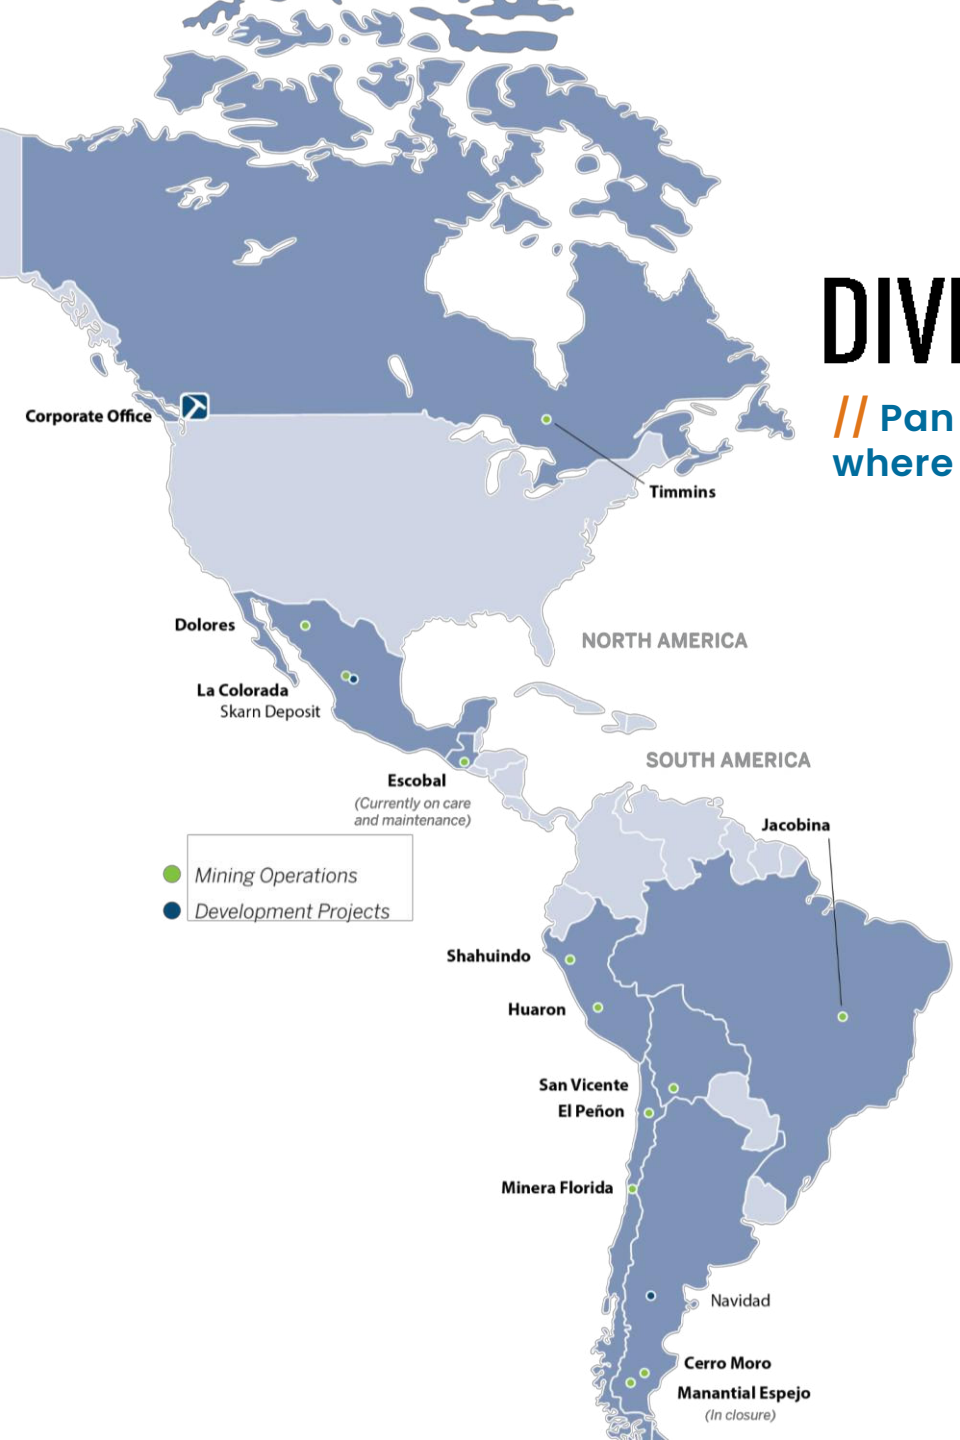 DIVE
// Pan
where
Corporate Office
Timmins
NORTH AMERICA
Dolores
La Colorada
Skarn Deposit
Escobal
(Currently on care
and maintenance)
SOUTH AMERICA
Jacobina
Mining Operations
Development Projects
Shahuindo
Huaron
San Vicente
El Peñon
Minera Florida
Navidad
Cerro Moro
Manantial Espejo
(In closure)